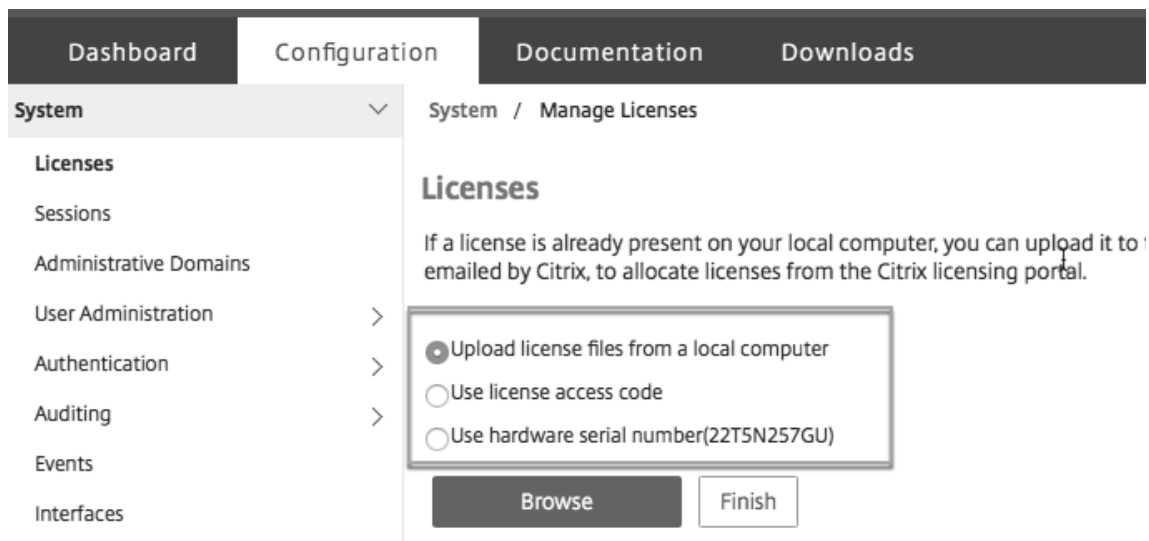 Dashboard Configuration Documentation Downloads
System
System / Manage Licenses
Licenses
Sessions
Administrative Domains
User Administration
Authentication
Auditing
Events
Interfaces
Licenses
If a license is already present on your local computer, you can upload it to
emailed by Citrix, to allocate licenses from the Citrix licensing portal.
Upload license files from a local computer
Use license access code
Use hardware serial number(22T5N257GU)
Browse Finish